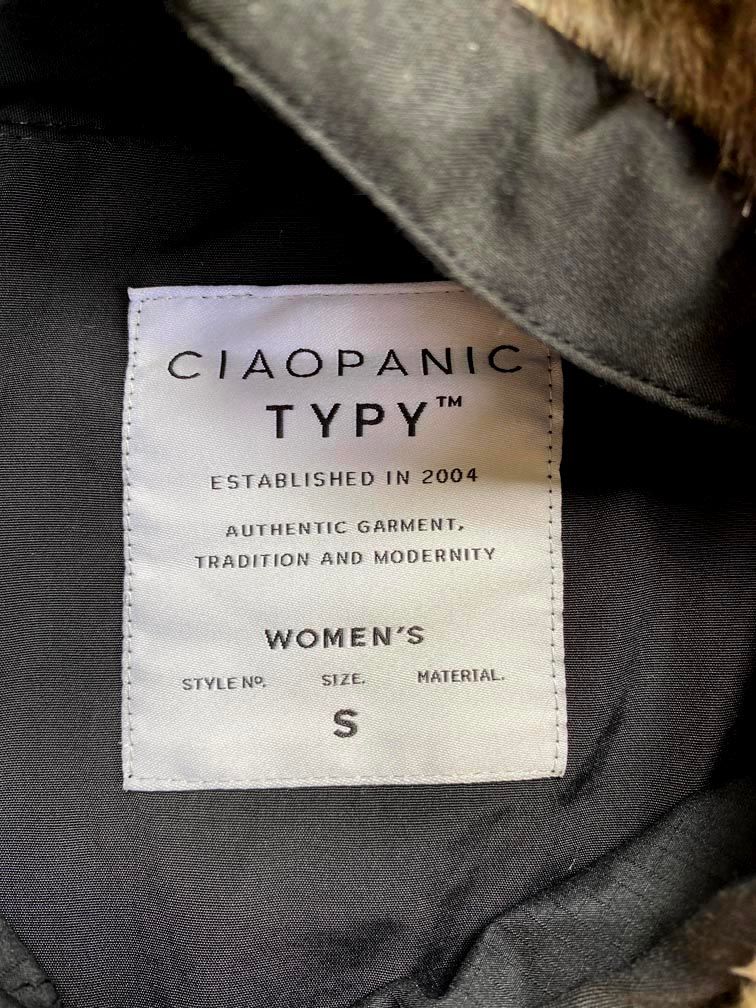 CIAOPANIC
TYPY™
ESTABLISHED IN 2004
AUTHENTIC GARMENT,
TRADITION AND MODERNITY
WOMEN'S
STYLE Nº. SIZE. MATERIAL.
S